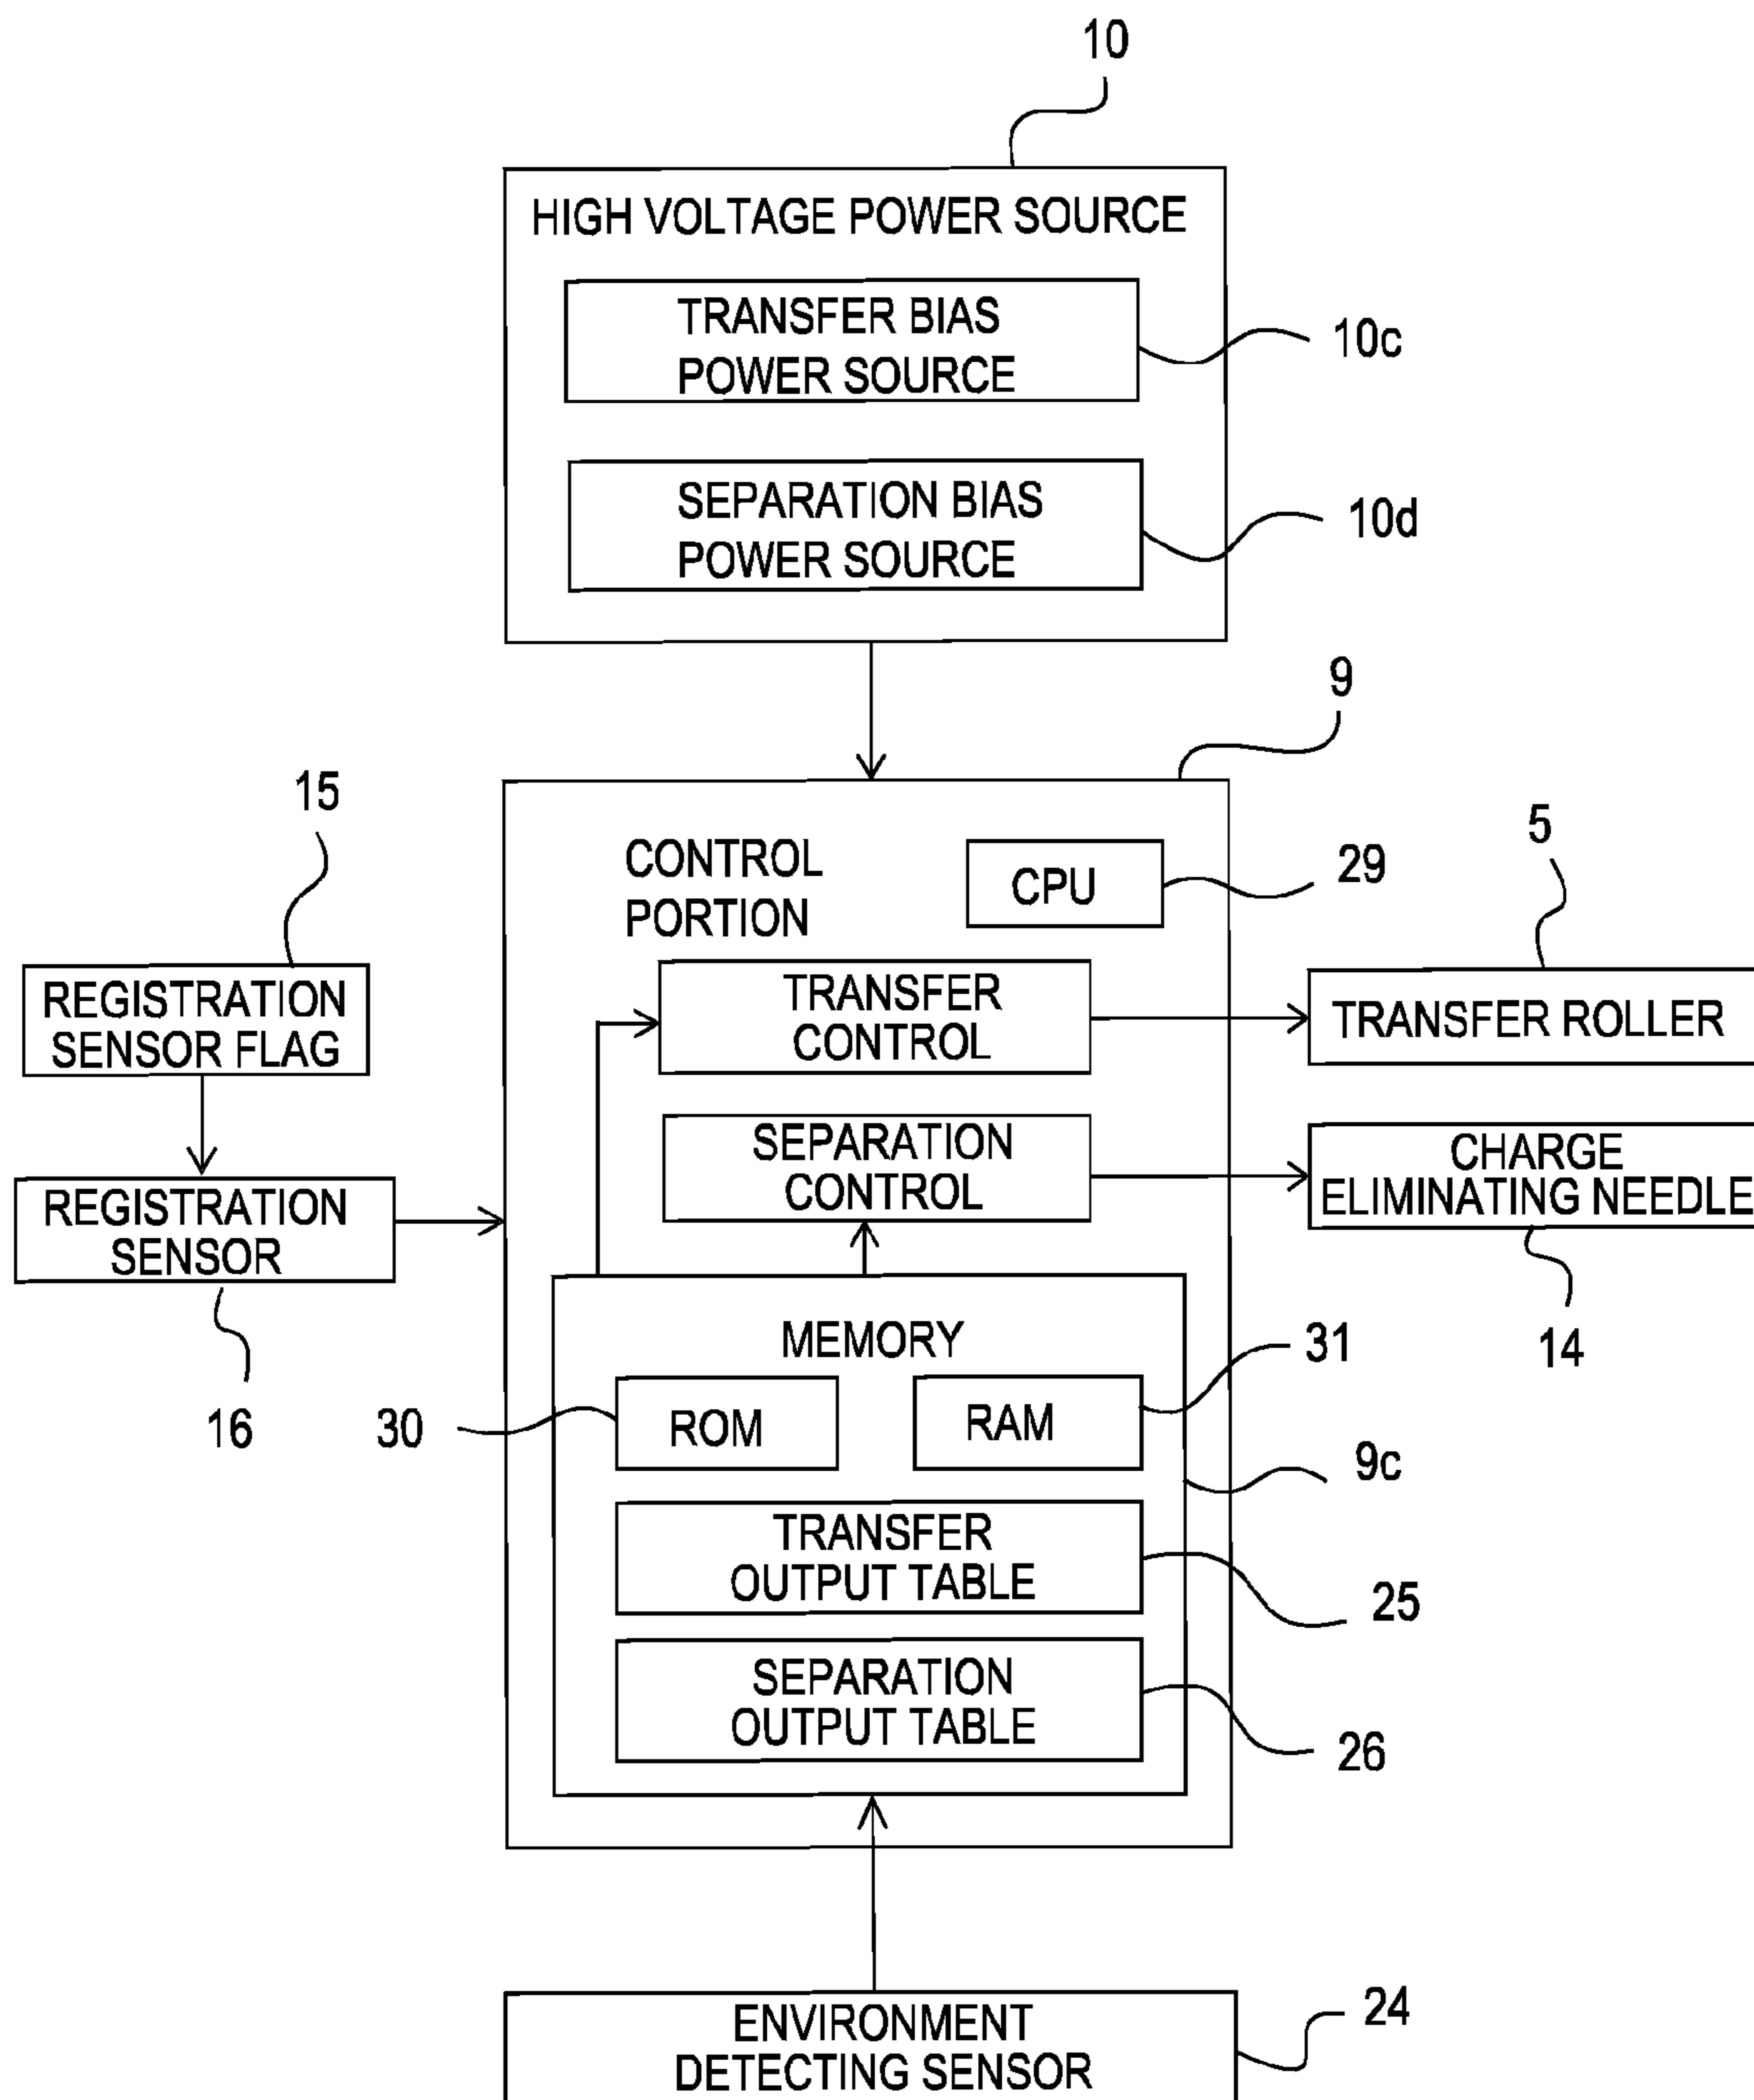 10
HIGH VOLTAGE POWER SOURCE
TRANSFER BIAS
POWER SOURCE
10c
SEPARATION BIAS
POWER SOURCE
10d
9
15
CONTROL
PORTION
CPU
29
5
REGISTRATION
SENSOR FLAG
TRANSFER
CONTROL
TRANSFER ROLLER
REGISTRATION
SENSOR
SEPARATION
CONTROL
CHARGE
ELIMINATING NEEDLE
16
14
MEMORY
30
ROM
RAM
31
9c
TRANSFER
OUTPUT TABLE
25
SEPARATION
OUTPUT TABLE
26
ENVIRONMENT
DETECTING SENSOR
24